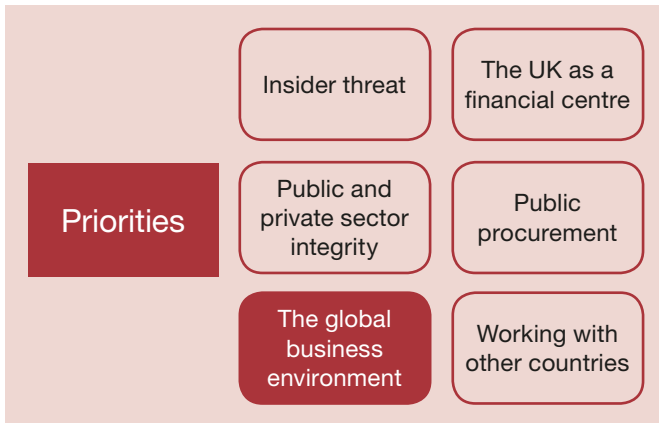 Priorities
Insider threat
The UK as a
financial centre
Public and
private sector
integrity
Public
procurement
The global
business
environment
Working with
other countries